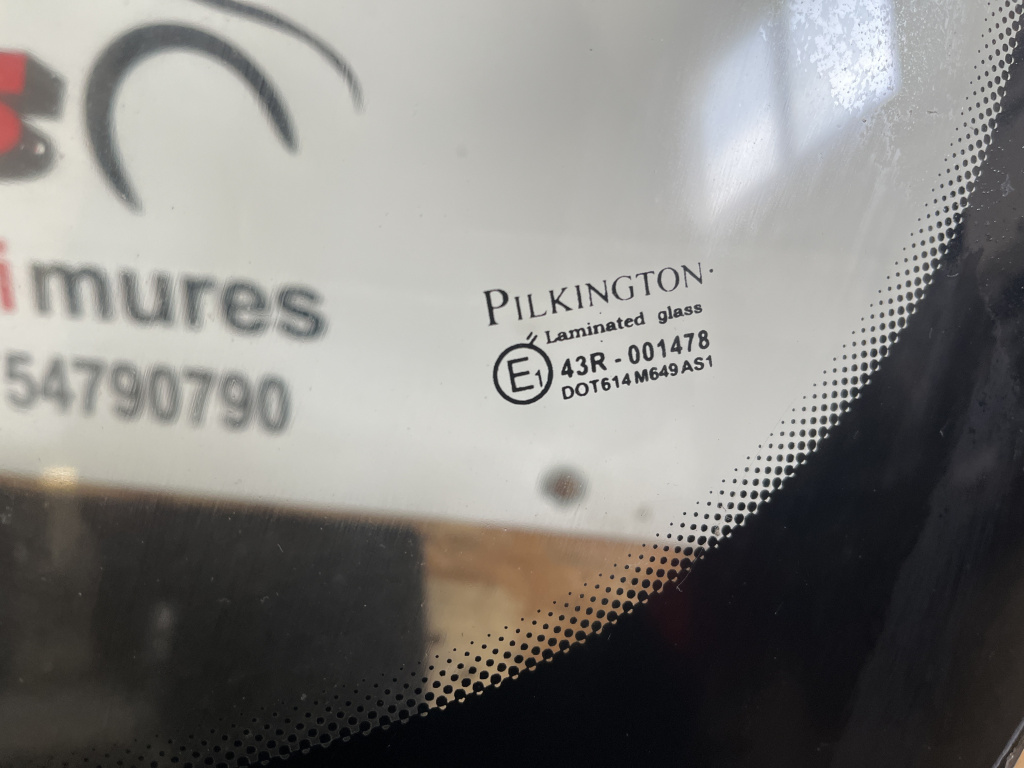 mures
54790790
PILKINGTON
Laminated glass
E1 43R - 001478
DOT614 M649 AS1